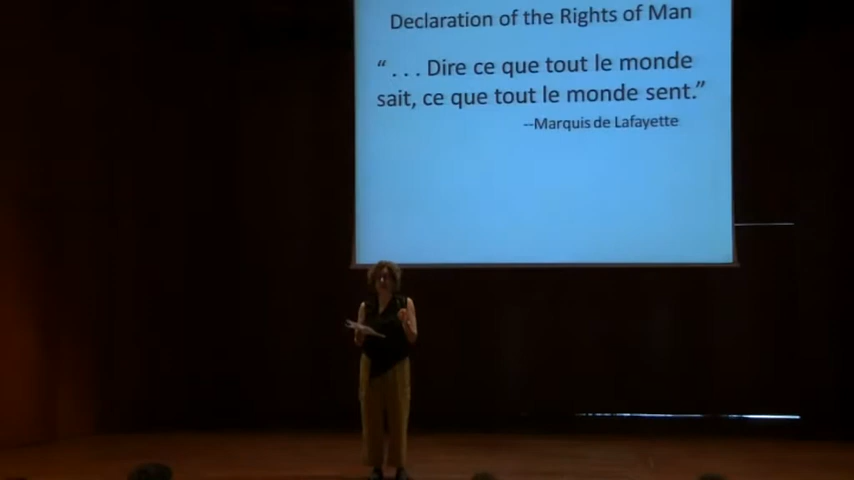 Declaration of the Rights of Man
“ . . . Dire ce que tout le monde
sait, ce que tout le monde sent.”
--Marquis de Lafayette